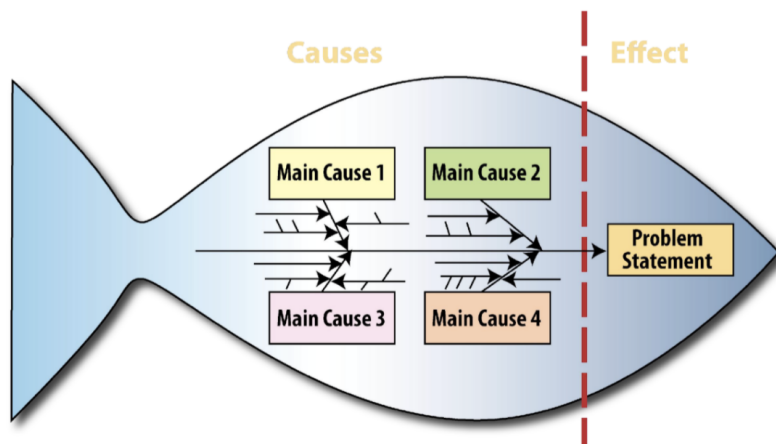 Causes
Effect
Main Cause 1
Main Cause 2
Problem
Statement
Main Cause 3
Main Cause 4